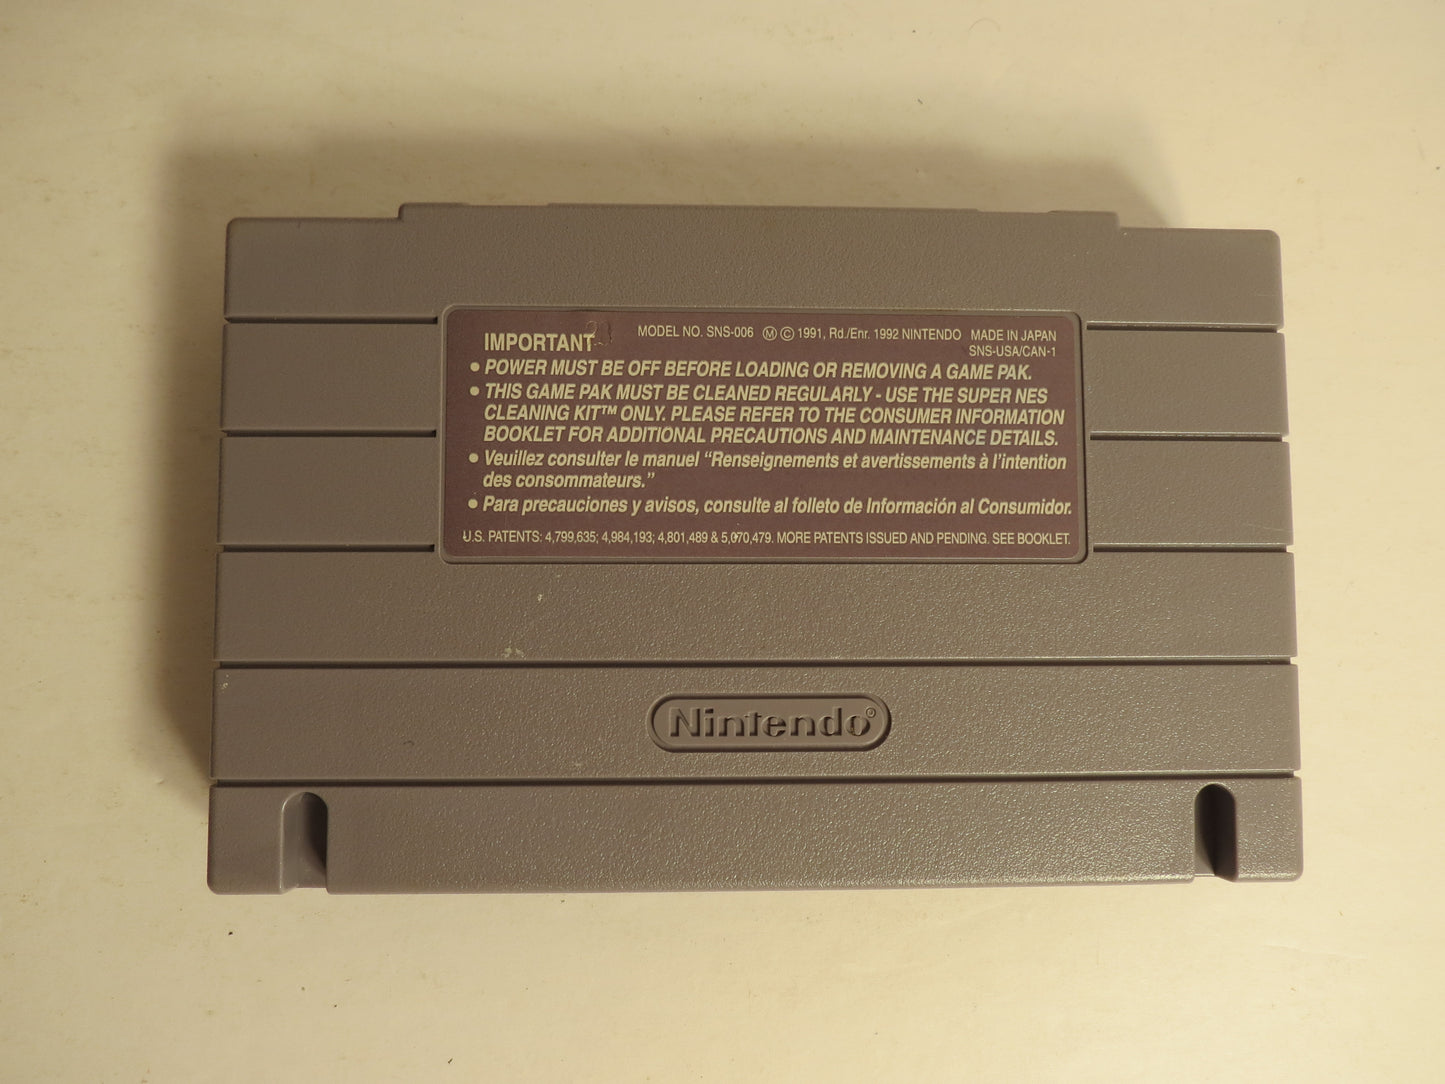 IMPORTANT MODEL NO. SNS-006 Ⓜ © 1991, Rd./Enr. 1992 NINTENDO MADE IN JAPAN
SNS-USA/CAN-1
• POWER MUST BE OFF BEFORE LOADING OR REMOVING A GAME PAK.
• THIS GAME PAK MUST BE CLEANED REGULARLY - USE THE SUPER NES
CLEANING KIT™ ONLY. PLEASE REFER TO THE CONSUMER INFORMATION
BOOKLET FOR ADDITIONAL PRECAUTIONS AND MAINTENANCE DETAILS.
• Veuillez consulter le manuel “Renseignements et avertissements à l’intention
des consommateurs.”
• Para precauciones y avisos, consulte al folleto de Información al Consumidor.
U.S. PATENTS: 4,799,635; 4,984,193; 4,801,489 & 5,070,479. MORE PATENTS ISSUED AND PENDING. SEE BOOKLET.
Nintendo®